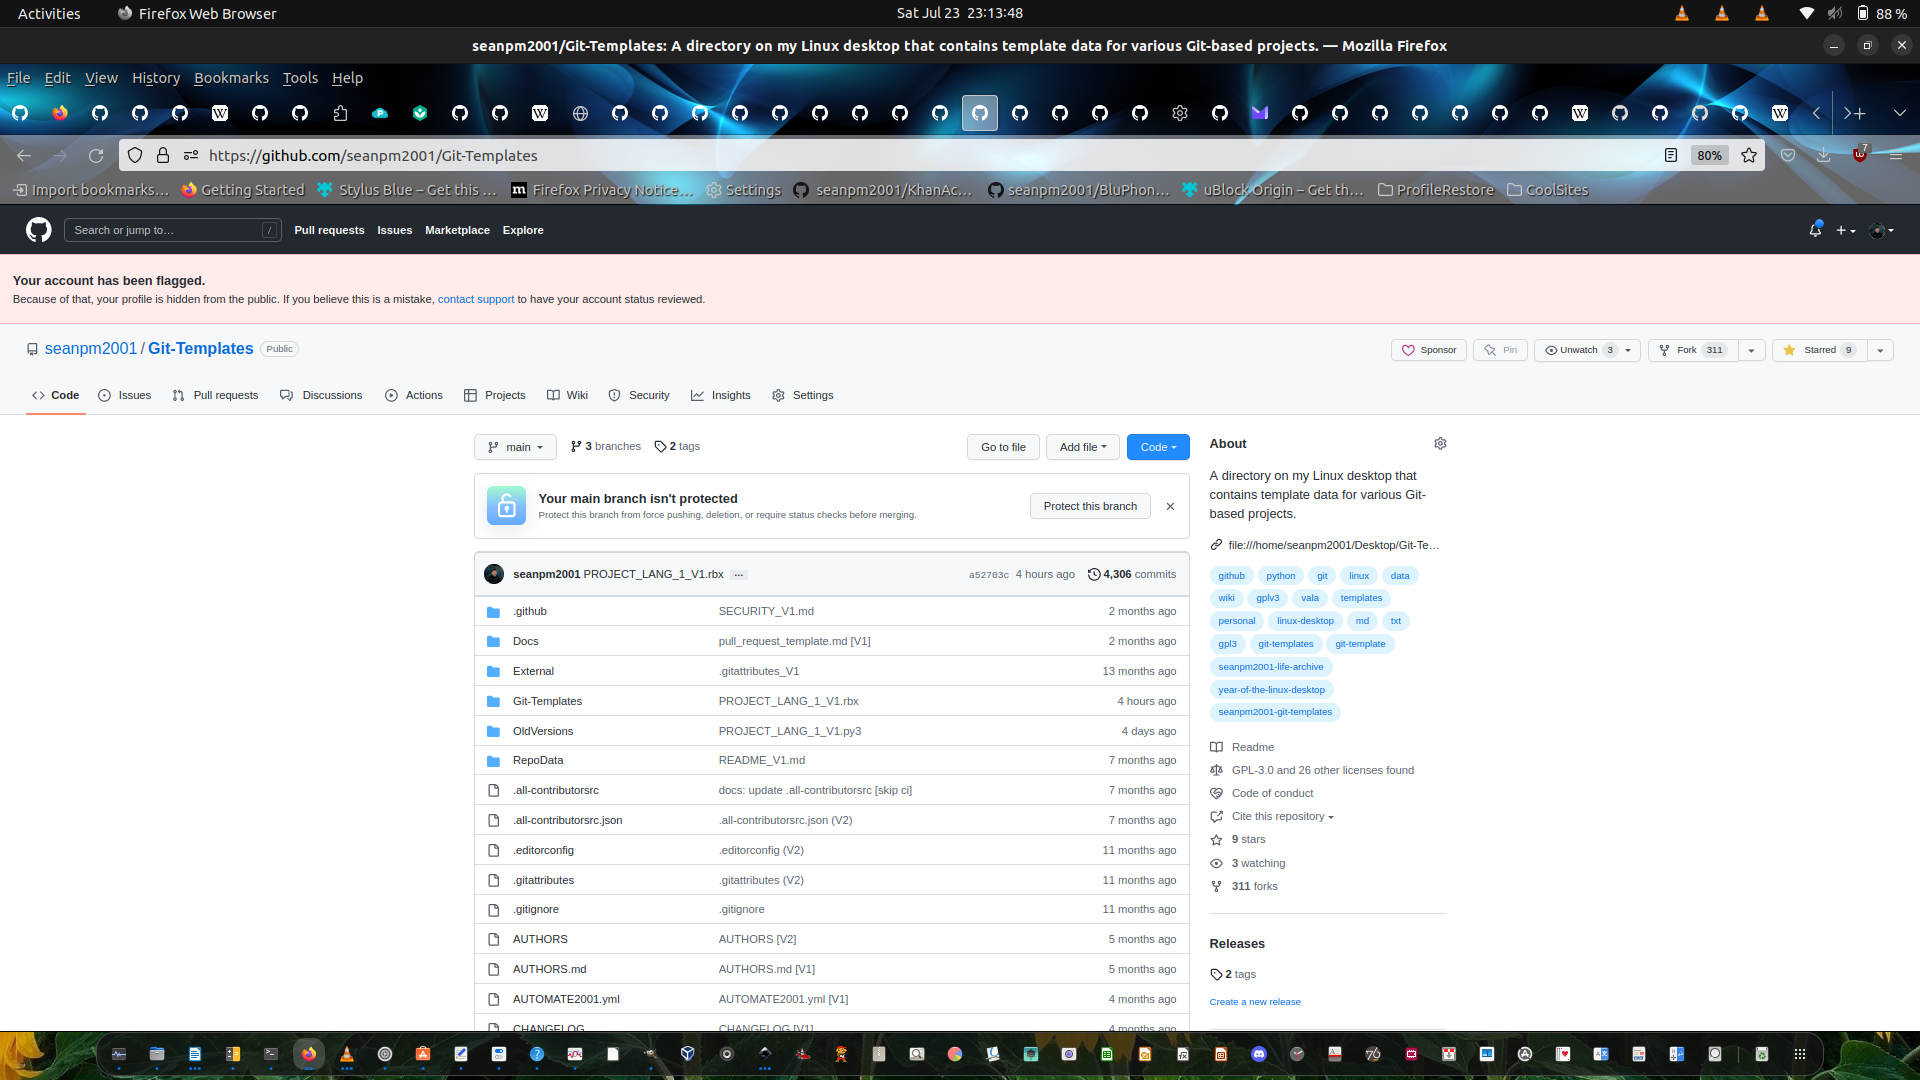 Activities Firefox Web Browser Sat Jul 23 23:13:48 88 %
seanpm2001/Git-Templates: A directory on my Linux desktop that contains template data for various Git-based projects. — Mozilla Firefox
File Edit View History Bookmarks Tools Help
https://github.com/seanpm2001/Git-Templates 80% 7
Import bookmarks… Getting Started Stylus Blue – Get this … Firefox Privacy Notice… Settings seanpm2001/KhanAc… seanpm2001/BluPhon… uBlock Origin – Get th… ProfileRestore CoolSites
Search or jump to… / Pull requests Issues Marketplace Explore
Your account has been flagged.
Because of that, your profile is hidden from the public. If you believe this is a mistake, contact support to have your account status reviewed.
seanpm2001 / Git-Templates Public Sponsor Pin Unwatch 3 Fork 311 Starred 9
Code Issues Pull requests Discussions Actions Projects Wiki Security Insights Settings
main 3 branches 2 tags Go to file Add file Code
Your main branch isn't protected
Protect this branch from force pushing, deletion, or require status checks before merging.
Protect this branch
seanpm2001 PROJECT_LANG_1_V1.rbx ... a52703c 4 hours ago 4,306 commits
.github SECURITY_V1.md 2 months ago
Docs pull_request_template.md [V1] 2 months ago
External .gitattributes_V1 13 months ago
Git-Templates PROJECT_LANG_1_V1.rbx 4 hours ago
OldVersions PROJECT_LANG_1_V1.py3 4 days ago
RepoData README_V1.md 7 months ago
.all-contributorsrc docs: update .all-contributorsrc [skip ci] 7 months ago
.all-contributorsrc.json .all-contributorsrc.json (V2) 7 months ago
.editorconfig .editorconfig (V2) 11 months ago
.gitattributes .gitattributes (V2) 11 months ago
.gitignore .gitignore 11 months ago
AUTHORS AUTHORS [V2] 5 months ago
AUTHORS.md AUTHORS.md [V1] 5 months ago
AUTOMATE2001.yml AUTOMATE2001.yml [V1] 4 months ago
CHANGELOG CHANGELOG [V1] 4 months ago
About
A directory on my Linux desktop that
contains template data for various Git-
based projects.
file:///home/seanpm2001/Desktop/Git-Te…
github python git linux data
wiki gplv3 vala templates
personal linux-desktop md txt
gpl3 git-templates git-template
seanpm2001-life-archive
year-of-the-linux-desktop
seanpm2001-git-templates
Readme
GPL-3.0 and 26 other licenses found
Code of conduct
Cite this repository
9 stars
3 watching
311 forks
Releases
2 tags
Create a new release